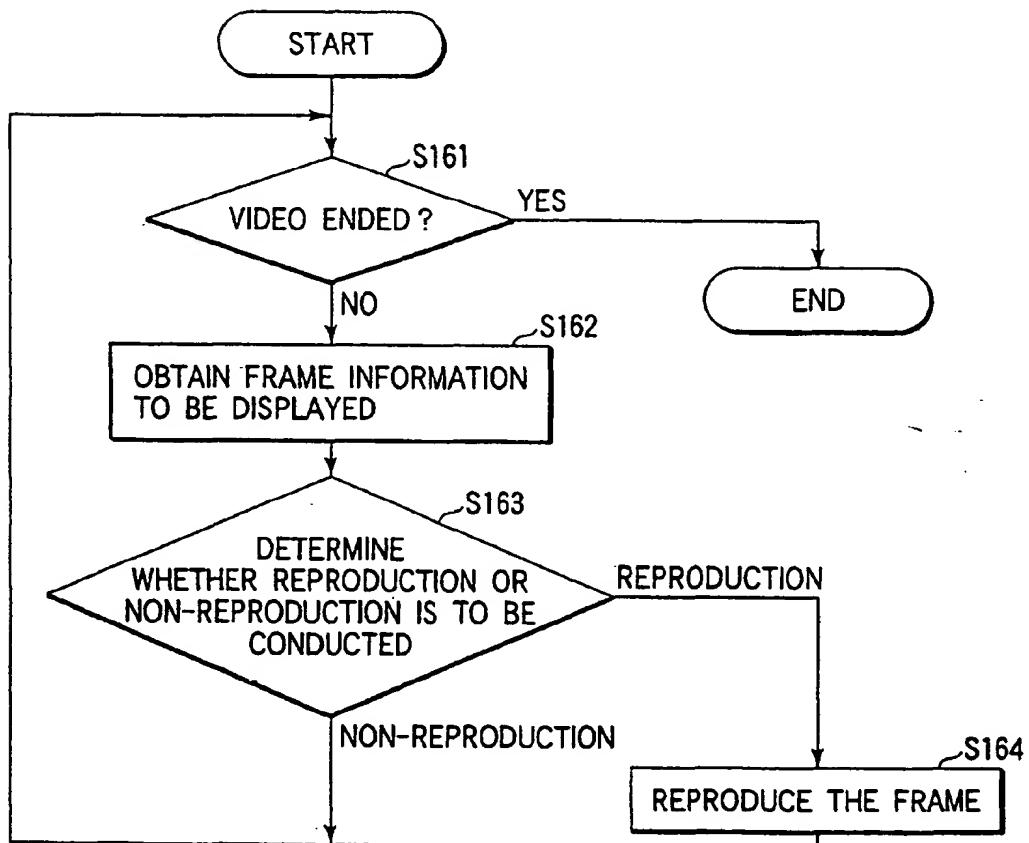 START
S161
VIDEO ENDED?
YES
END
NO
S162
OBTAIN FRAME INFORMATION
TO BE DISPLAYED
S163
DETERMINE
WHETHER REPRODUCTION OR
NON-REPRODUCTION IS TO BE
CONDUCTED
REPRODUCTION
NON-REPRODUCTION
S164
REPRODUCE THE FRAME